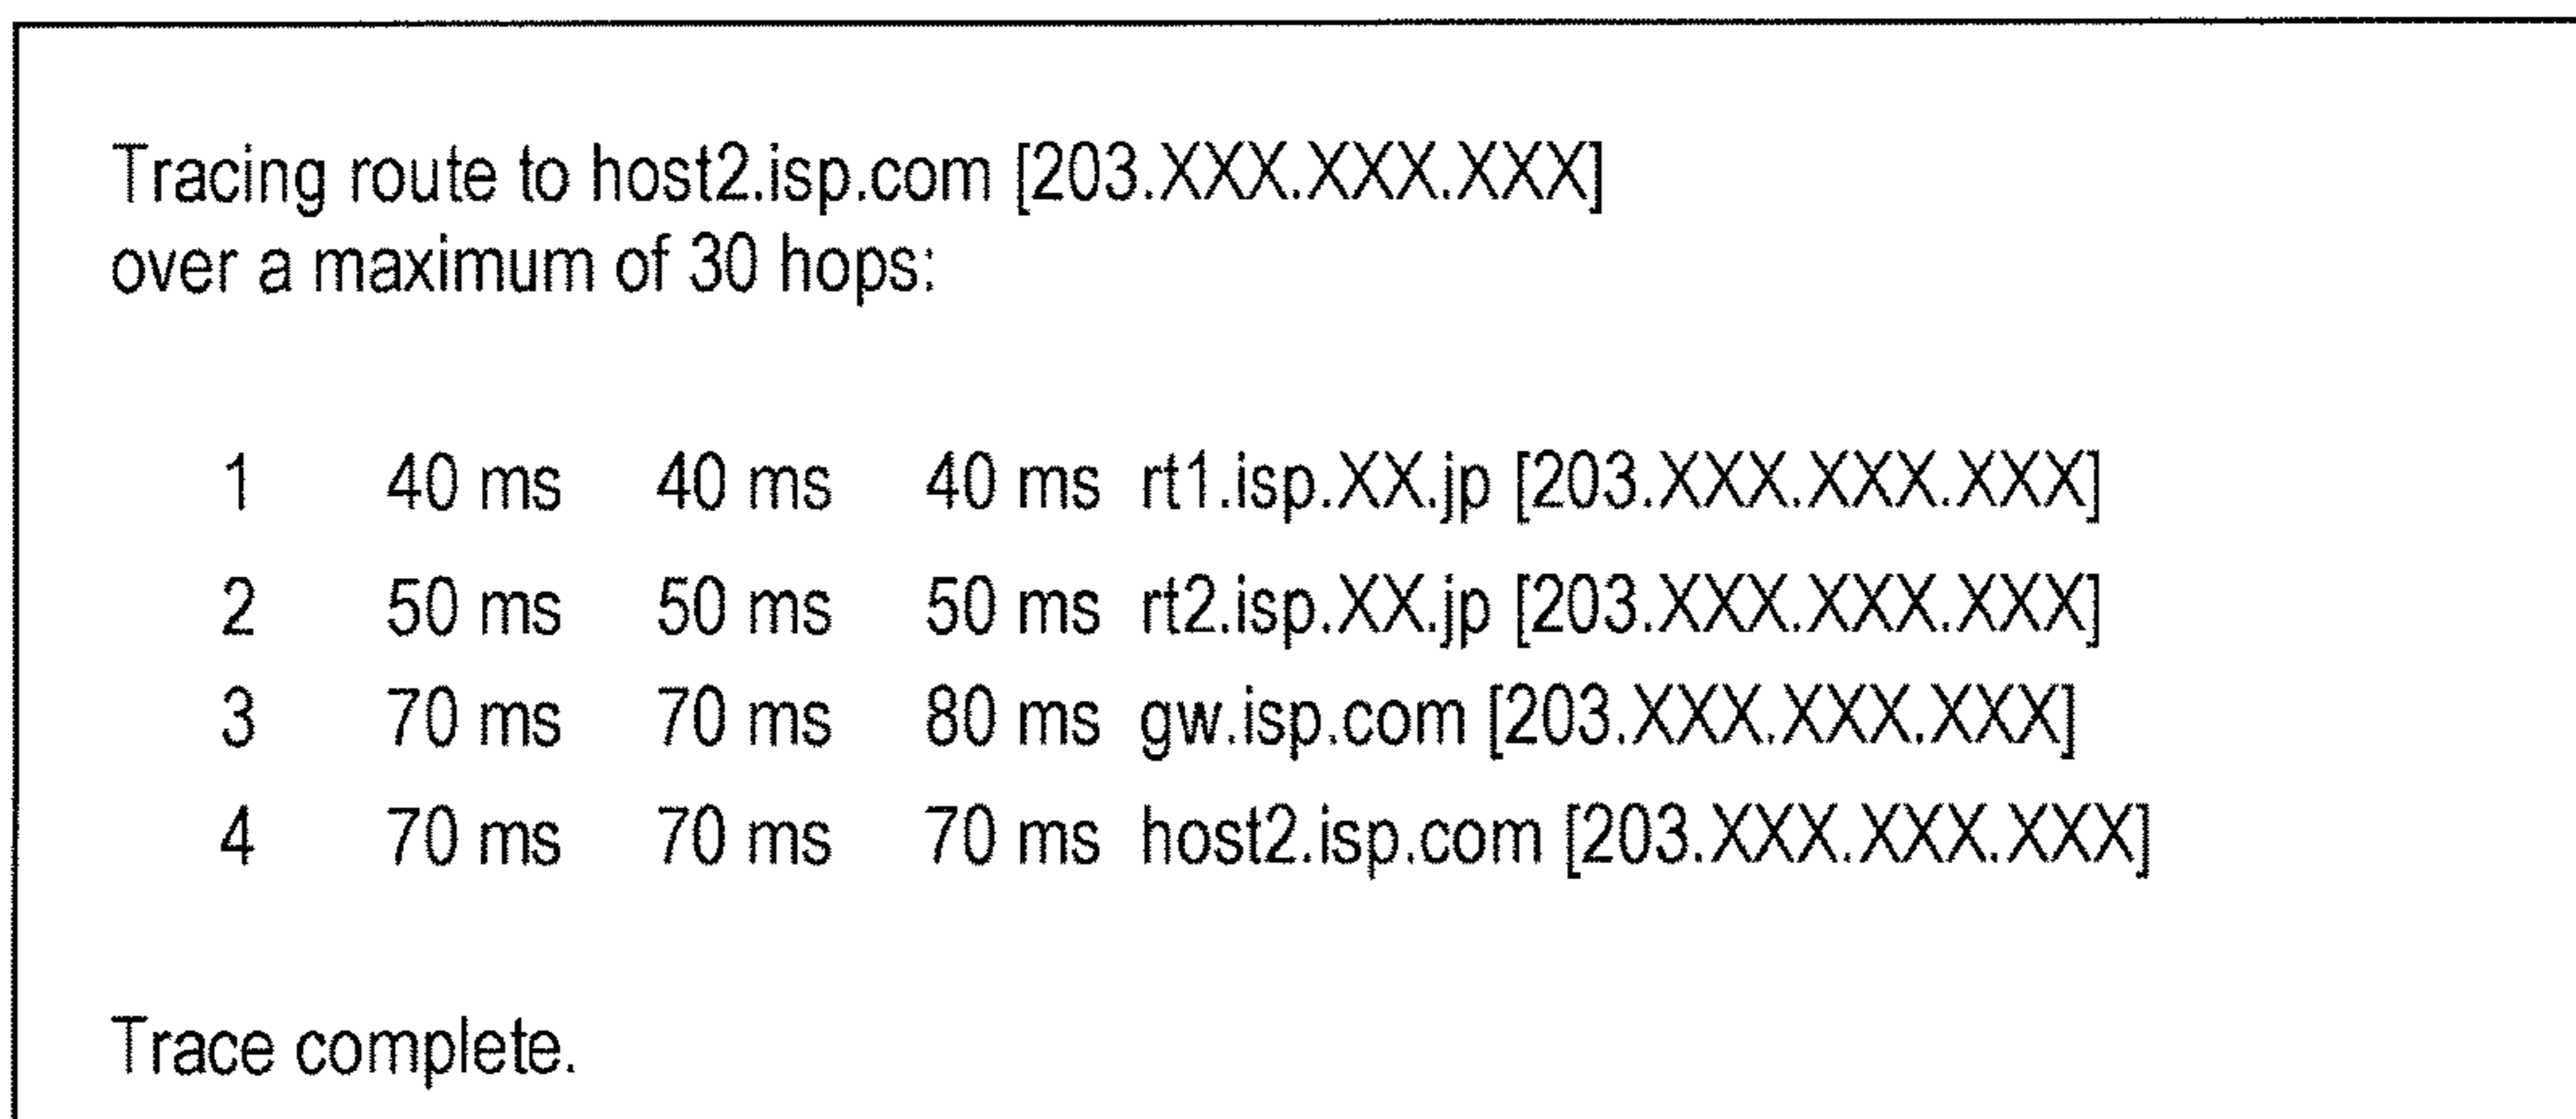 Tracing route to host2.isp.com [203.XXX.XXX.XXX]
over a maximum of 30 hops:
1 40 ms 40 ms 40 ms rt1.isp.XX.jp [203.XXX.XXX.XXX]
2 50 ms 50 ms 50 ms rt2.isp.XX.jp [203.XXX.XXX.XXX]
3 70 ms 70 ms 80 ms gw.isp.com [203.XXX.XXX.XXX]
4 70 ms 70 ms 70 ms host2.isp.com [203.XXX.XXX.XXX]
Trace complete.